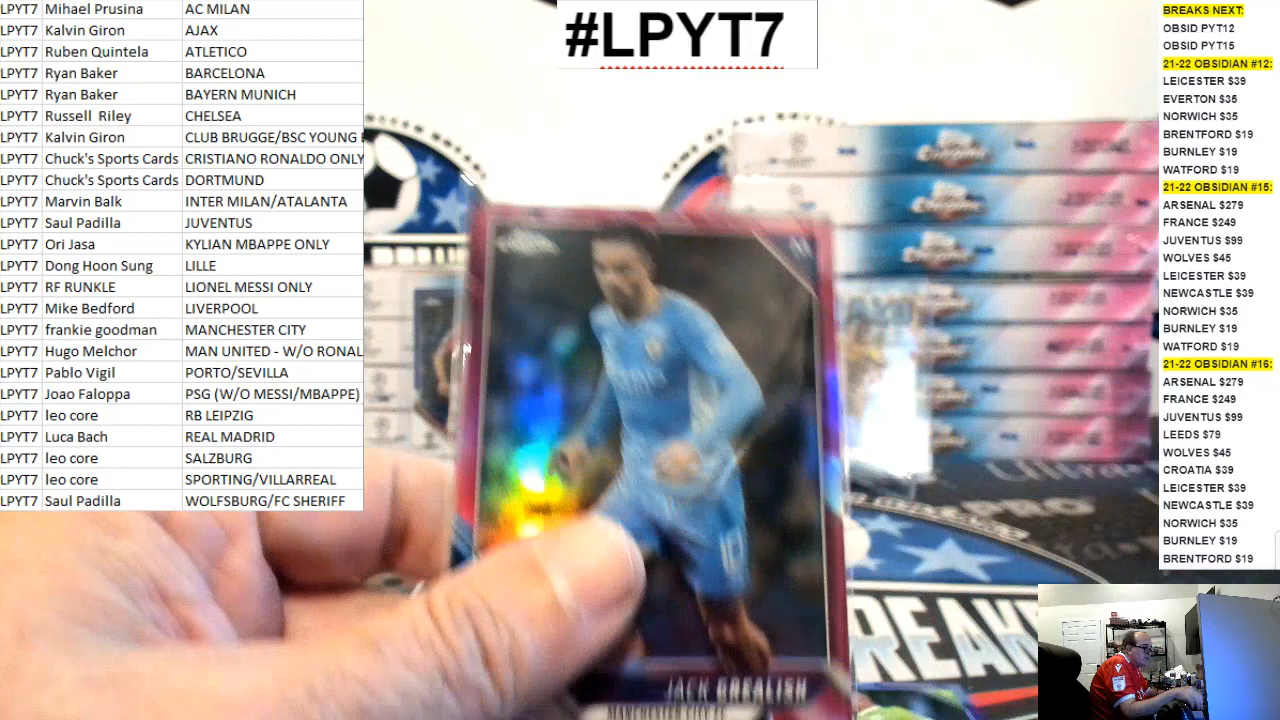 LPYT7 Mihael Prusina AC MILAN
LPYT7 Kalvin Giron AJAX
LPYT7 Ruben Quintela ATLETICO
LPYT7 Ryan Baker BARCELONA
LPYT7 Ryan Baker BAYERN MUNICH
LPYT7 Russell Riley CHELSEA
LPYT7 Kalvin Giron CLUB BRUGGE/BSC YOUNG
LPYT7 Chuck's Sports Cards CRISTIANO RONALDO ONLY
LPYT7 Chuck's Sports Cards DORTMUND
LPYT7 Marvin Balk INTER MILAN/ATALANTA
LPYT7 Saul Padilla JUVENTUS
LPYT7 Ori Jasa KYLIAN MBAPPE ONLY
LPYT7 Dong Hoon Sung LILLE
LPYT7 RF RUNKLE LIONEL MESSI ONLY
LPYT7 Mike Bedford LIVERPOOL
LPYT7 frankie goodman MANCHESTER CITY
LPYT7 Hugo Melchor MAN UNITED - W/O RONAL
LPYT7 Pablo Vigil PORTO/SEVILLA
LPYT7 Joao Faloppa PSG (W/O MESSI/MBAPPE)
LPYT7 leo core RB LEIPZIG
LPYT7 Luca Bach REAL MADRID
LPYT7 leo core SALZBURG
LPYT7 leo core SPORTING/VILLARREAL
LPYT7 Saul Padilla WOLFSBURG/FC SHERIFF
#LPYT7
JACK GREALISH
MANCHESTER CITY
PRO
BREAK
BREAKS NEXT:
OBSID PYT12
OBSID PYT15
21-22 OBSIDIAN #12:
LEICESTER $39
EVERTON $35
NORWICH $35
BRENTFORD $19
BURNLEY $19
WATFORD $19
21-22 OBSIDIAN #15:
ARSENAL $279
FRANCE $249
JUVENTUS $99
WOLVES $45
LEICESTER $39
NEWCASTLE $39
NORWICH $35
BURNLEY $19
WATFORD $19
21-22 OBSIDIAN #16:
ARSENAL $279
FRANCE $249
JUVENTUS $99
LEEDS $79
WOLVES $45
CROATIA $39
LEICESTER $39
NEWCASTLE $39
NORWICH $35
BURNLEY $19
BRENTFORD $19